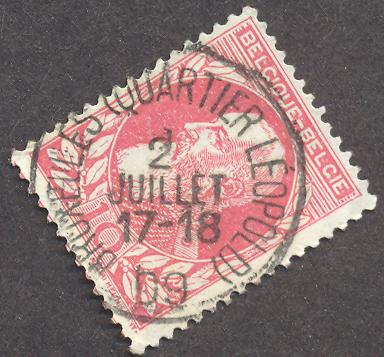 BRUXELLES (QUARTIER LÉOPOLD)
2
JUILLET
17-18
09
BELGIQUE-BELGIE